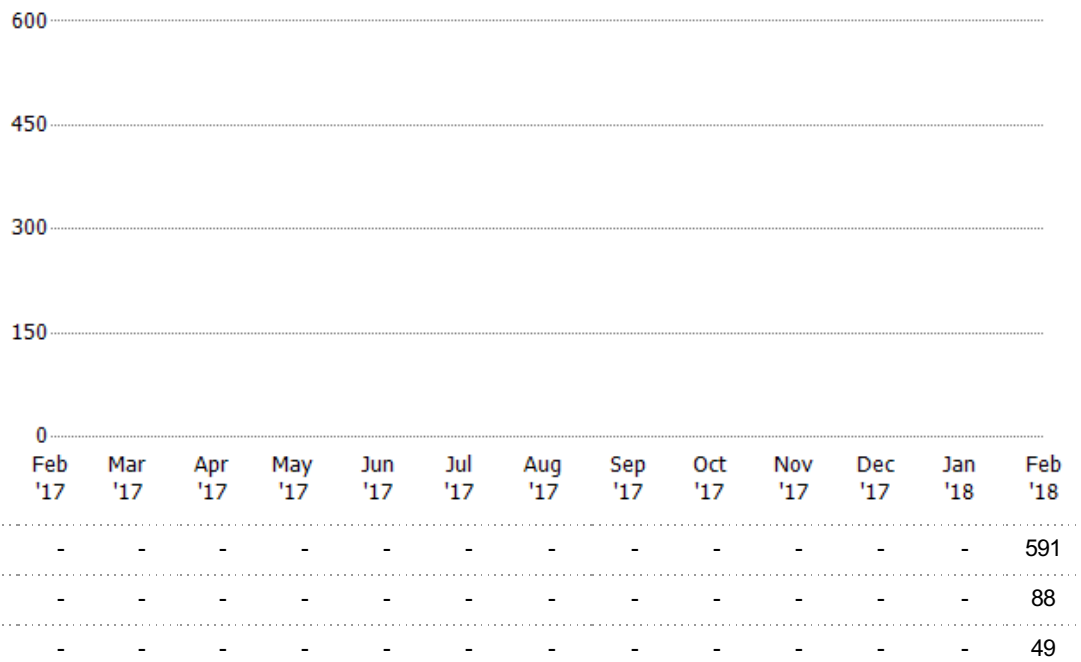 600
450
300
150
0
Feb Mar Apr May Jun Jul Aug Sep Oct Nov Dec Jan Feb
'17 '17 '17 '17 '17 '17 '17 '17 '17 '17 '17 '18 '18
- - - - - - - - - - - - 591
- - - - - - - - - - - - 88
- - - - - - - - - - - - 49